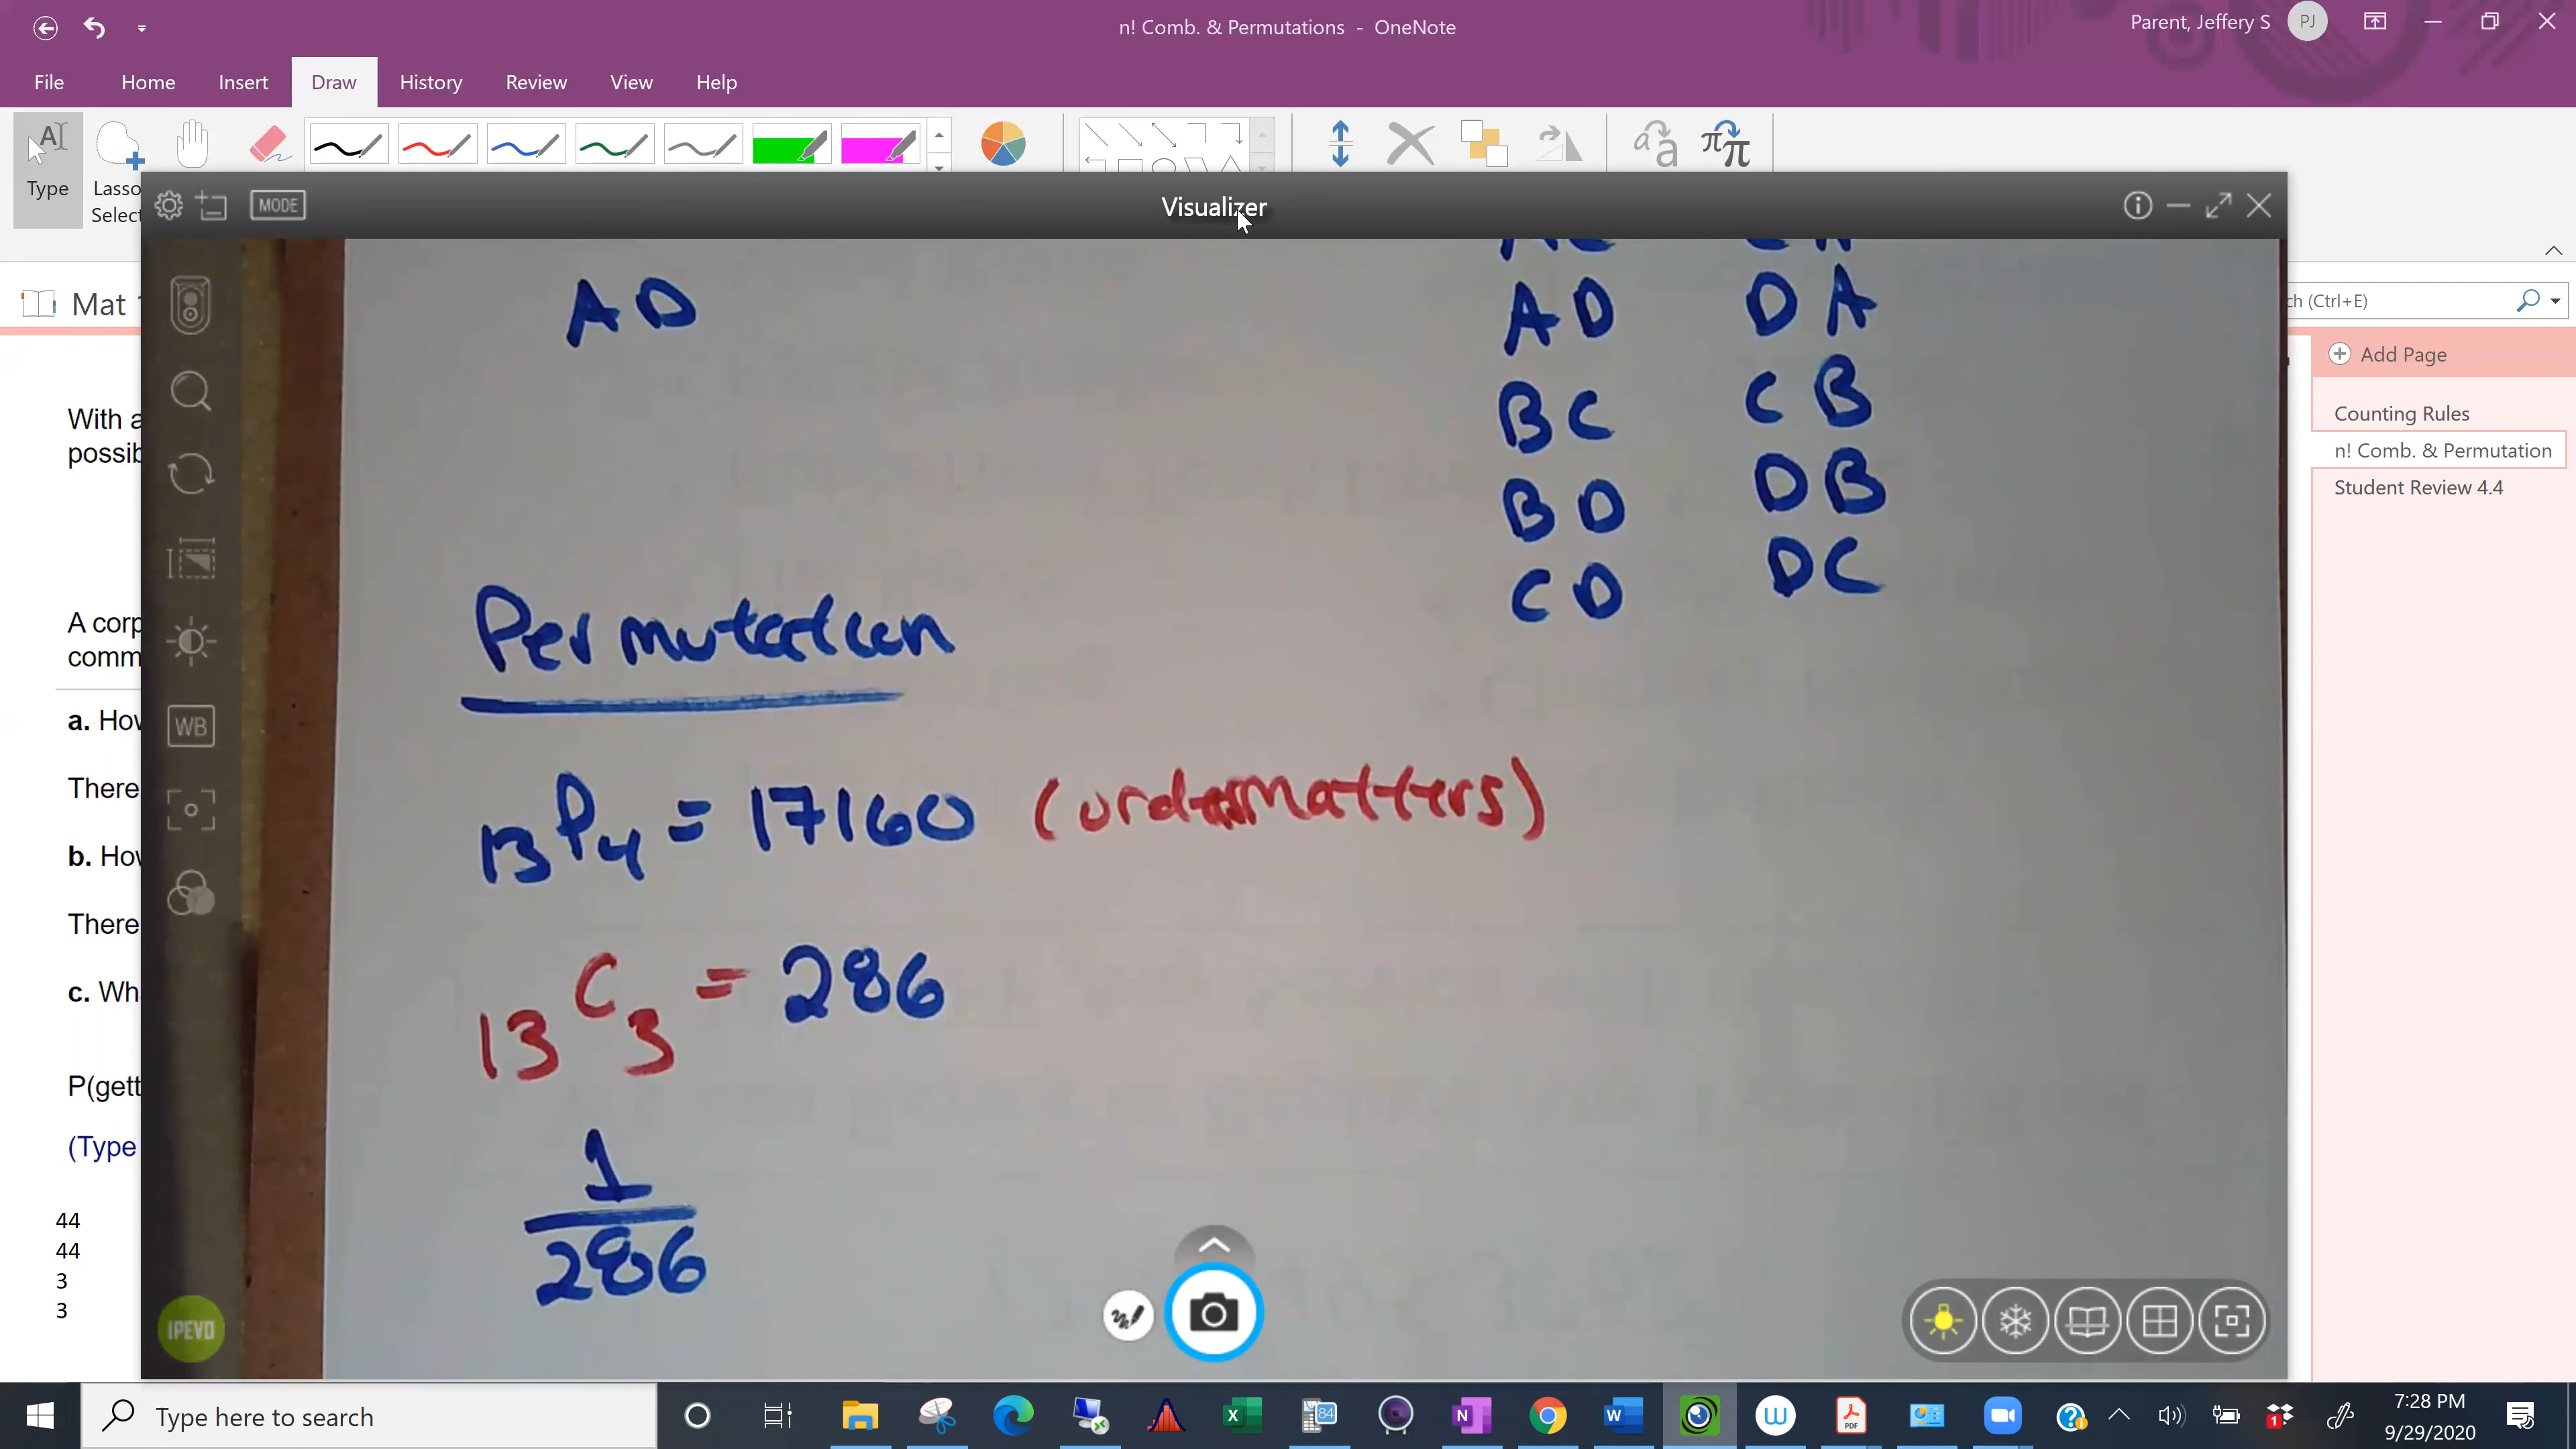 n! Comb. & Permutations - OneNote
Parent, Jeffery S PJ
File Home Insert Draw History Review View Help
Type
Lasso
Select
MODE Visualizer
Mat
ch (Ctrl+E)
Add Page
Counting Rules
n! Comb. & Permutation
Student Review 4.4
With a
possib
A corp
comm
a. How
There
b. How
There
c. Wh
P(gett
(Type
44
44
3
3
WB
IPEVO
AD
AD DA
BC CB
BD DB
CD DC
Permutation
13P4 = 17160 (order matters)
13C3 = 286
1
286
Type here to search
84
7:28 PM
9/29/2020